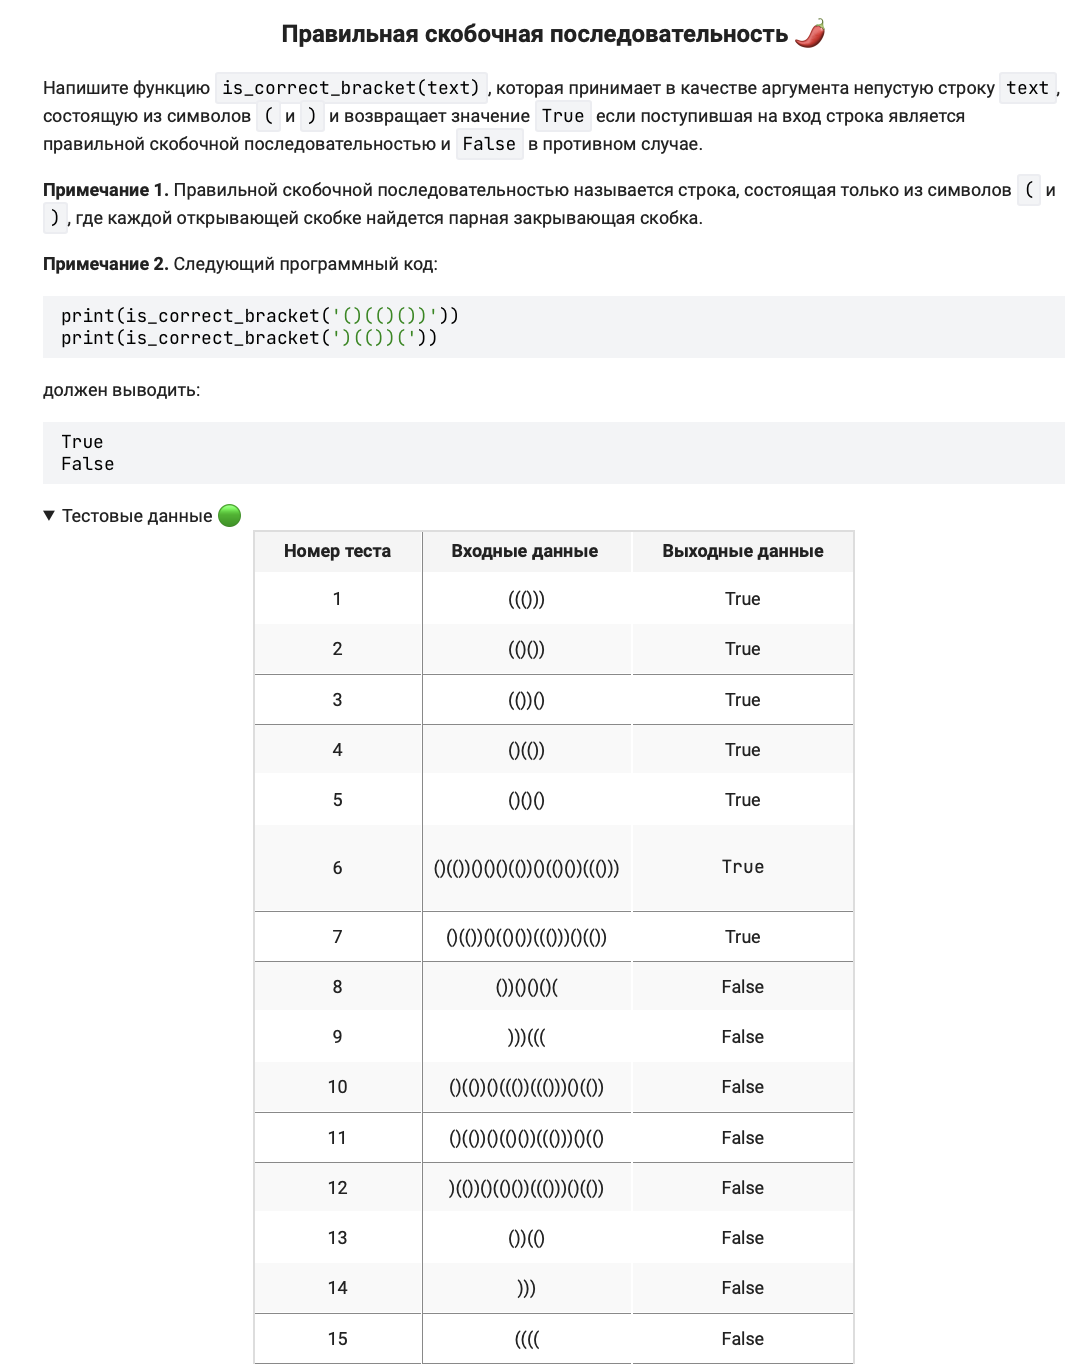 Правильная скобочная последовательность 🌶️
Напишите функцию is_correct_bracket(text), которая принимает в качестве аргумента непустую строку text,
состоящую из символов ( и ) и возвращает значение True если поступившая на вход строка является
правильной скобочной последовательностью и False в противном случае.
Примечание 1. Правильной скобочной последовательностью называется строка, состоящая только из символов ( и
), где каждой открывающей скобке найдется парная закрывающая скобка.
Примечание 2. Следующий программный код:
print(is_correct_bracket('()(()())'))
print(is_correct_bracket(')(())('))
должен выводить:
True
False
▼ Тестовые данные 🟢
Номер теста Входные данные Выходные данные
1 ((())) True
2 (()()) True
3 (())() True
4 ()(()) True
5 ()()() True
6 ()(())()()()(())()(()())((())) True
7 ()(())()(()())((()))()(()) True
8 ())()()()( False
9 )))((( False
10 ()(())()((())((()))()(()) False
11 ()(())()(()())((()))()(() False
12 )(())()(()())((()))()(()) False
13 ())(() False
14 ))) False
15 (((( False